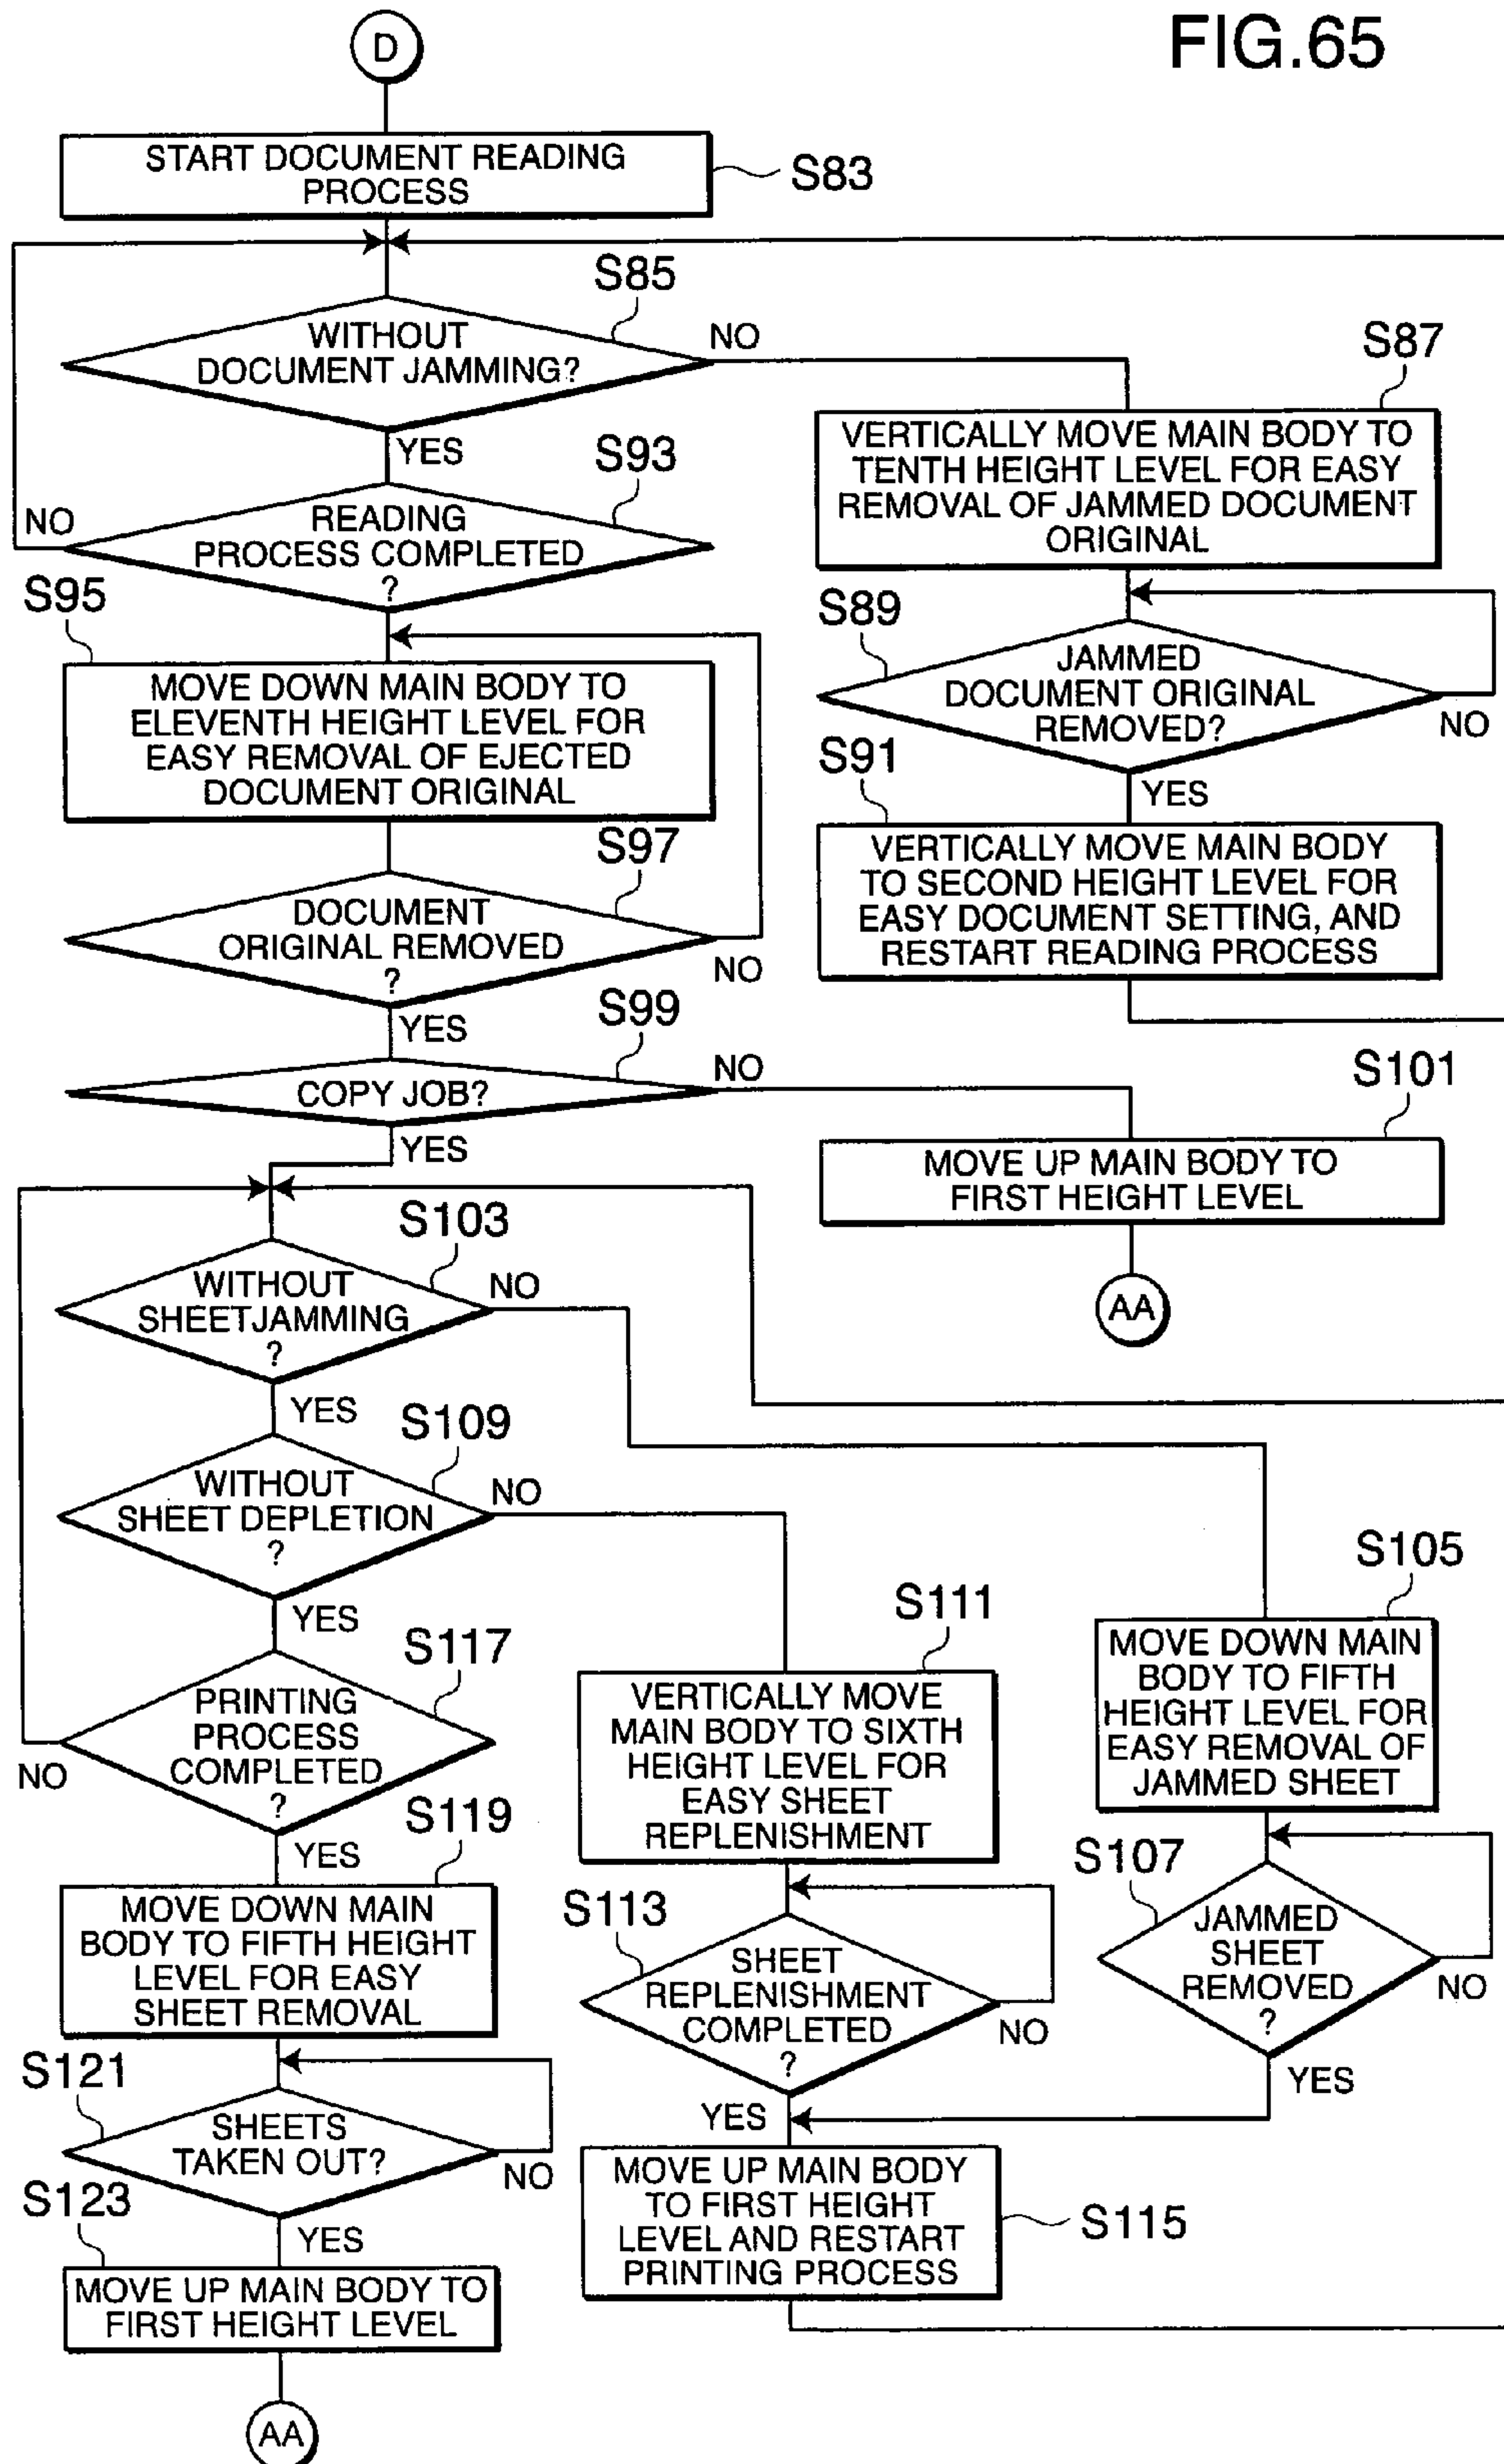 FIG.65
D
START DOCUMENT READING
PROCESS
S83
S85
WITHOUT
DOCUMENT JAMMING?
NO
YES
S87
VERTICALLY MOVE MAIN BODY TO
TENTH HEIGHT LEVEL FOR EASY
REMOVAL OF JAMMED DOCUMENT
ORIGINAL
S93
READING
PROCESS COMPLETED
?
NO
S89
JAMMED
DOCUMENT ORIGINAL
REMOVED?
NO
YES
S95
MOVE DOWN MAIN BODY TO
ELEVENTH HEIGHT LEVEL FOR
EASY REMOVAL OF EJECTED
DOCUMENT ORIGINAL
S91
VERTICALLY MOVE MAIN BODY
TO SECOND HEIGHT LEVEL FOR
EASY DOCUMENT SETTING, AND
RESTART READING PROCESS
S97
DOCUMENT
ORIGINAL REMOVED
?
NO
YES
S99
COPY JOB?
NO
YES
S101
MOVE UP MAIN BODY TO
FIRST HEIGHT LEVEL
AA
S103
WITHOUT
SHEETJAMMING
?
NO
YES
S109
WITHOUT
SHEET DEPLETION
?
NO
YES
S105
MOVE DOWN MAIN
BODY TO FIFTH
HEIGHT LEVEL FOR
EASY REMOVAL OF
JAMMED SHEET
S111
VERTICALLY MOVE
MAIN BODY TO SIXTH
HEIGHT LEVEL FOR
EASY SHEET
REPLENISHMENT
S117
PRINTING
PROCESS
COMPLETED
?
NO
YES
S107
JAMMED
SHEET
REMOVED
?
NO
YES
S113
SHEET
REPLENISHMENT
COMPLETED
?
NO
YES
S119
MOVE DOWN MAIN
BODY TO FIFTH HEIGHT
LEVEL FOR EASY
SHEET REMOVAL
S121
SHEETS
TAKEN OUT?
NO
YES
S115
MOVE UP MAIN BODY
TO FIRST HEIGHT
LEVEL AND RESTART
PRINTING PROCESS
S123
MOVE UP MAIN BODY TO
FIRST HEIGHT LEVEL
AA